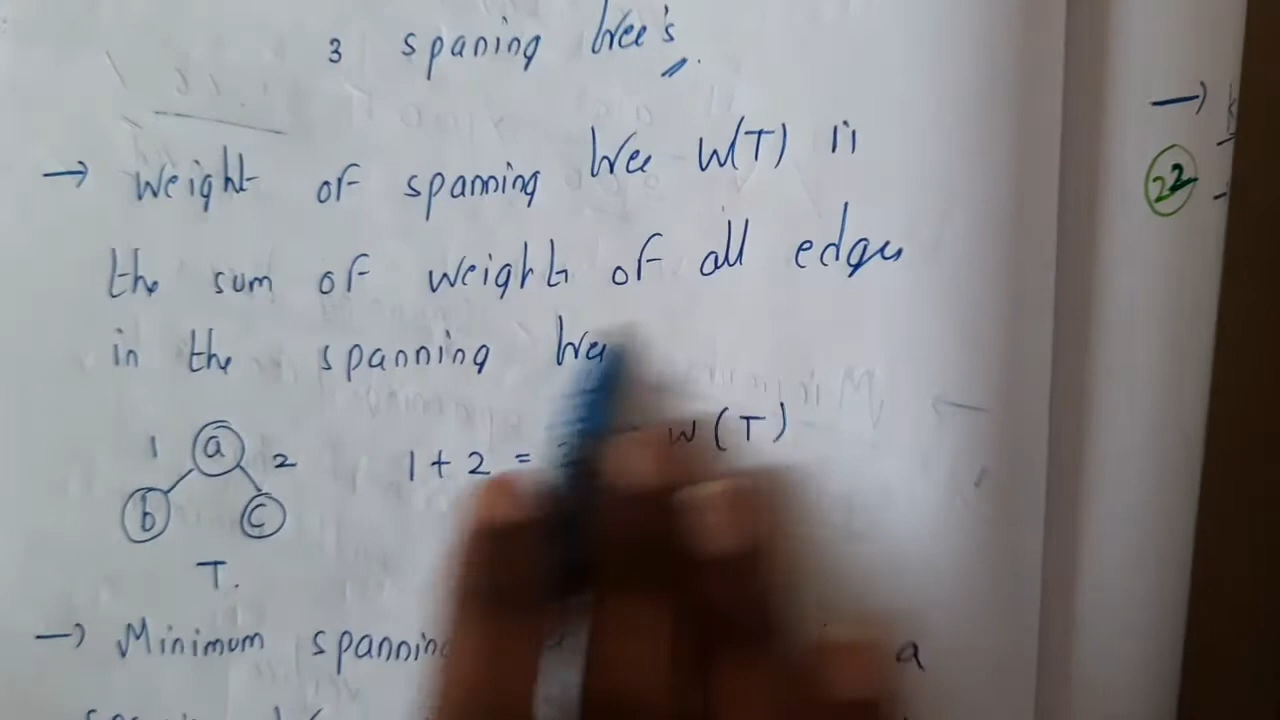 3 spaning tree's
→ Weight of spanning tree W(T) is
the sum of weights of all edges
in the spanning tree
1 a 2 1 + 2 = W(T)
b c
T.
→ Minimum spanning a
→
22